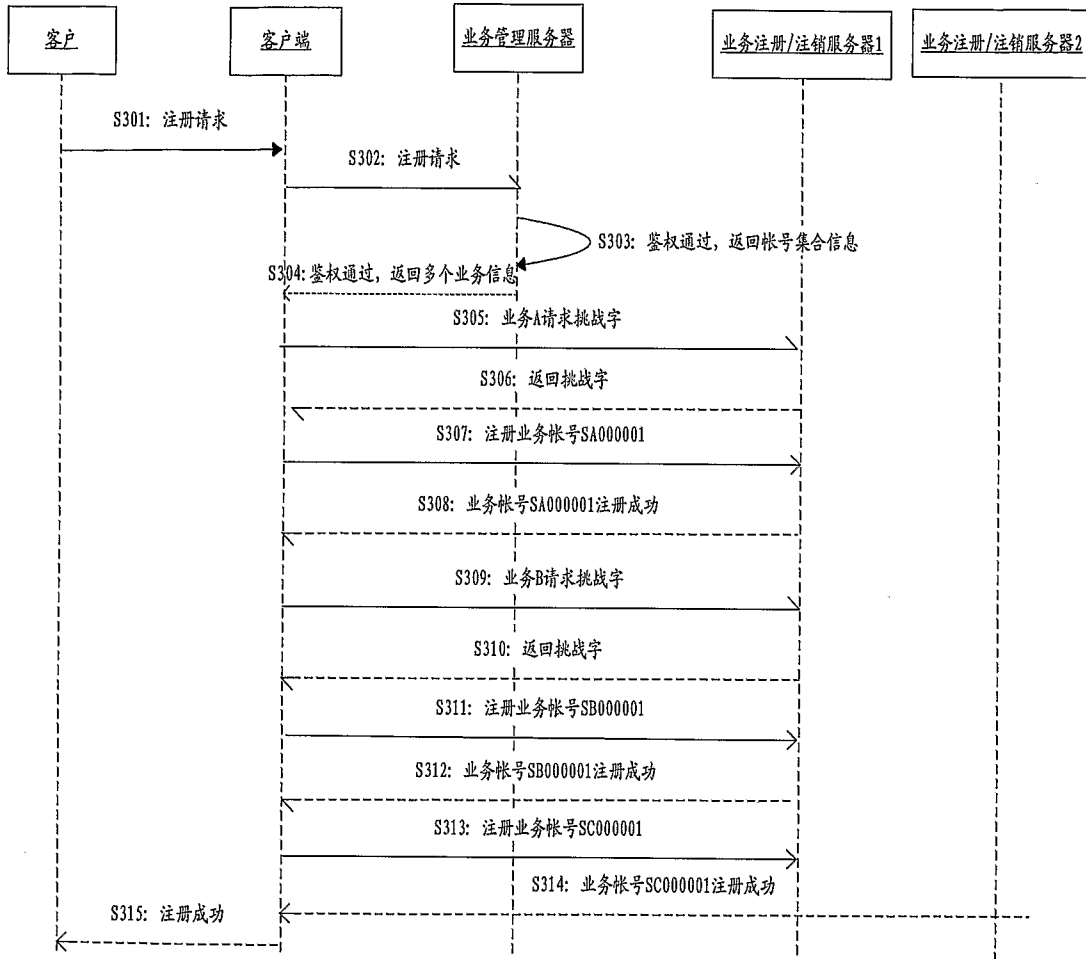 客户
客户端
业务管理服务器
业务注册/注销服务器1
业务注册/注销服务器2
S301: 注册请求
S302: 注册请求
S303: 鉴权通过, 返回帐号集合信息
S304: 鉴权通过, 返回多个业务信息
S305: 业务A请求挑战字
S306: 返回挑战字
S307: 注册业务帐号SA000001
S308: 业务帐号SA000001注册成功
S309: 业务B请求挑战字
S310: 返回挑战字
S311: 注册业务帐号SB000001
S312: 业务帐号SB000001注册成功
S313: 注册业务帐号SC000001
S314: 业务帐号SC000001注册成功
S315: 注册成功